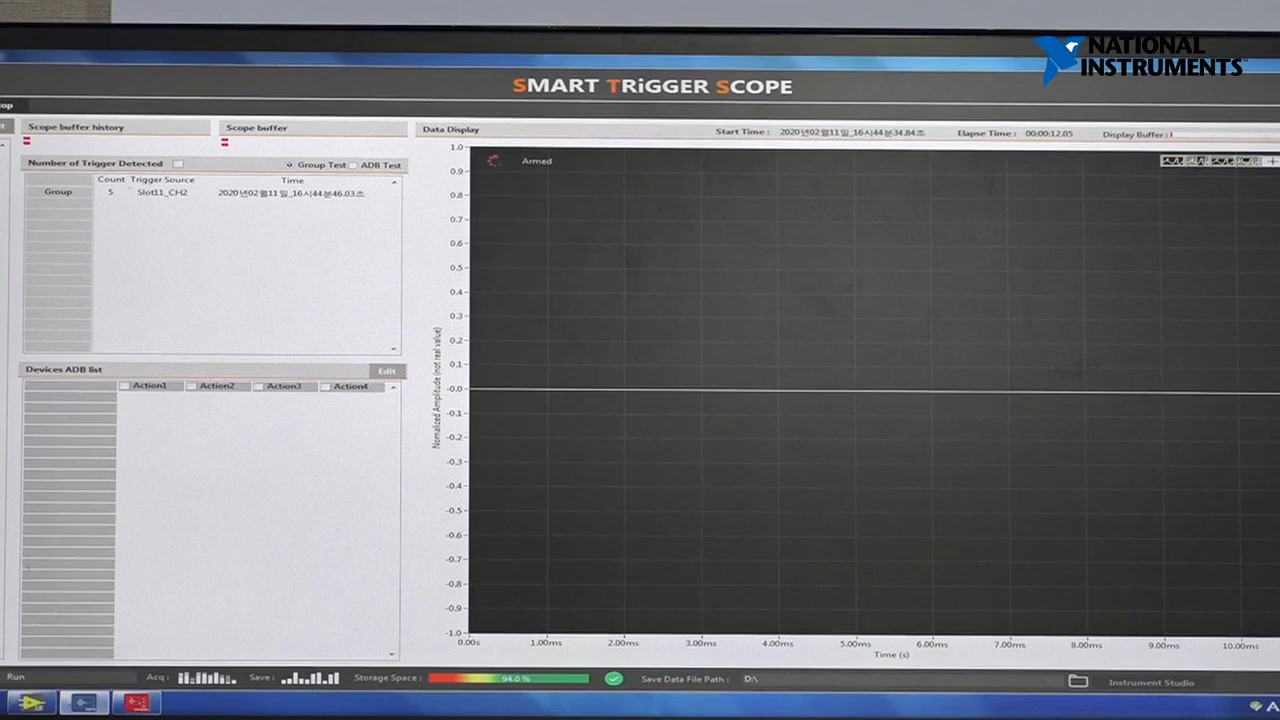 NATIONAL
INSTRUMENTS
SMART TRiGGER SCOPE
Scope buffer history
Scope buffer
Data Display
Start Time : 2020년02월11일_16시44분34.84초
Elapse Time : 00:00:12.05
Display Buffer :
Number of Trigger Detected
Group Test
ADB Test
Count Trigger Source Time
Group 5 Slot11_CH2 2020년02월11일_16시44분46.03초
Armed
1.0
0.9
0.8
0.7
0.6
0.5
0.4
0.3
0.2
0.1
-0.0
-0.1
-0.2
-0.3
-0.4
-0.5
-0.6
-0.7
-0.8
-0.9
-1.0
Nomalized Amplitude (not real value)
0.00s 1.00ms 2.00ms 3.00ms 4.00ms 5.00ms 6.00ms 7.00ms 8.00ms 9.00ms 10.00ms
Time (s)
Devices ADB list
Edit
Action1 Action2 Action3 Action4
Run
Acq :
Save :
Storage Space :
94.0 %
Save Data File Path : D:\
Instrument Studio
A